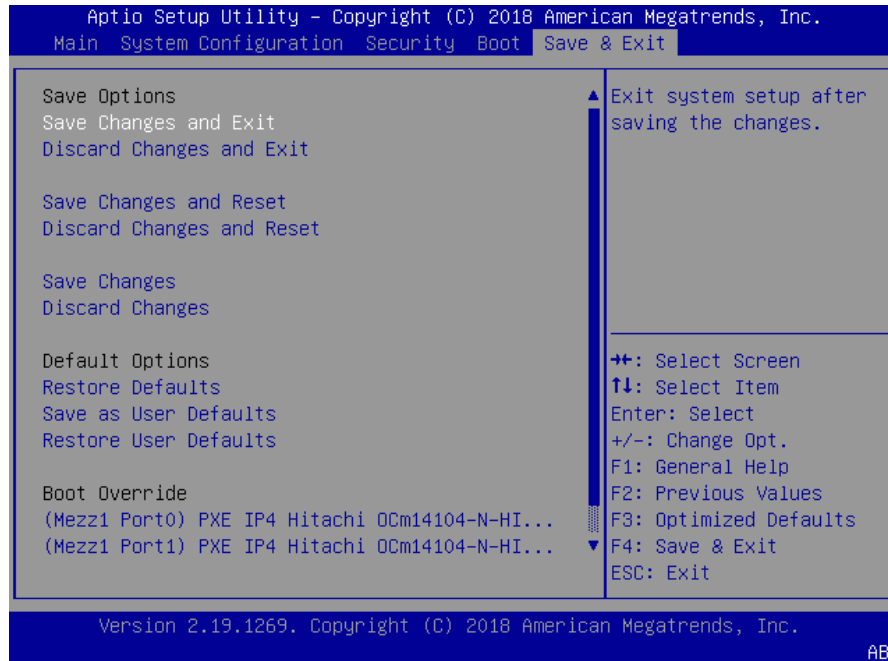 Aptio Setup Utility – Copyright (C) 2018 American Megatrends, Inc.
Main System Configuration Security Boot Save & Exit
Save Options
Save Changes and Exit
Discard Changes and Exit
Save Changes and Reset
Discard Changes and Reset
Save Changes
Discard Changes
Default Options
Restore Defaults
Save as User Defaults
Restore User Defaults
Boot Override
(Mezz1 Port0) PXE IP4 Hitachi OCm14104-N-HI...
(Mezz1 Port1) PXE IP4 Hitachi OCm14104-N-HI...
Exit system setup after
saving the changes.
→←: Select Screen
↑↓: Select Item
Enter: Select
+/-: Change Opt.
F1: General Help
F2: Previous Values
F3: Optimized Defaults
F4: Save & Exit
ESC: Exit
Version 2.19.1269. Copyright (C) 2018 American Megatrends, Inc.
AB